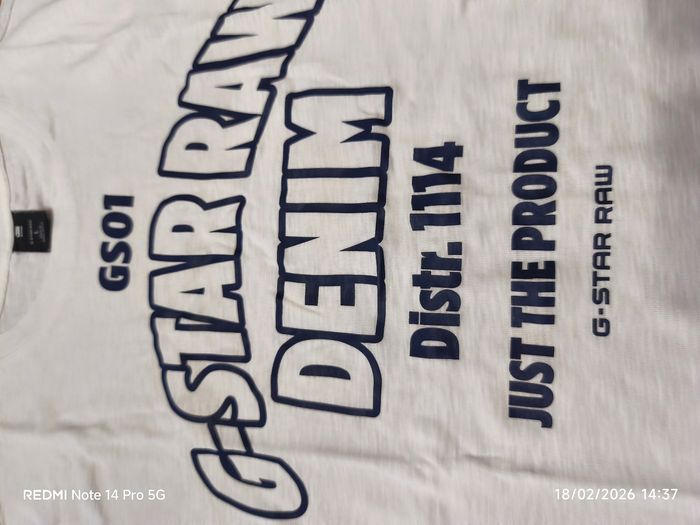 GS01
G-STAR RAW
DENIM
Distr. 1114
JUST THE PRODUCT
G-STAR RAW
REDMI Note 14 Pro 5G
18/02/2026 14:37